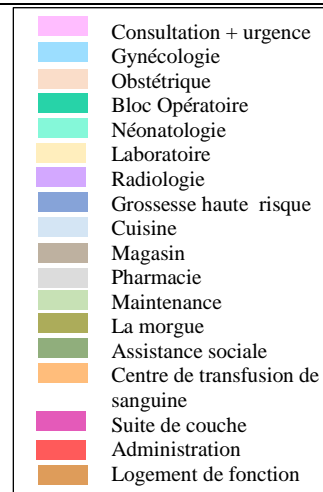 Consultation + urgence
Gynécologie
Obstétrique
Bloc Opératoire
Néonatologie
Laboratoire
Radiologie
Grossesse haute  risque
Cuisine
Magasin
Pharmacie
Maintenance
La morgue
Assistance sociale
Centre de transfusion de
sanguine
Suite de couche
Administration
Logement de fonction